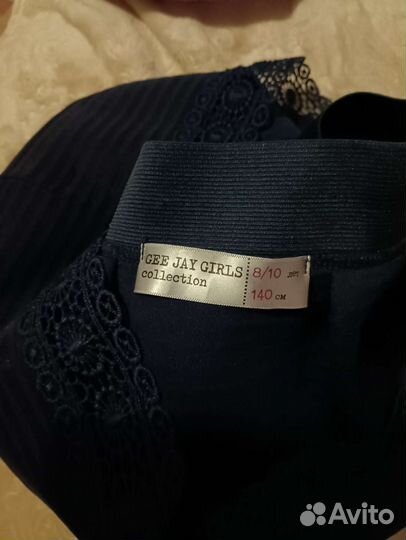 GEE JAY GIRLS
collection
8/10 лет
140 см
Avito